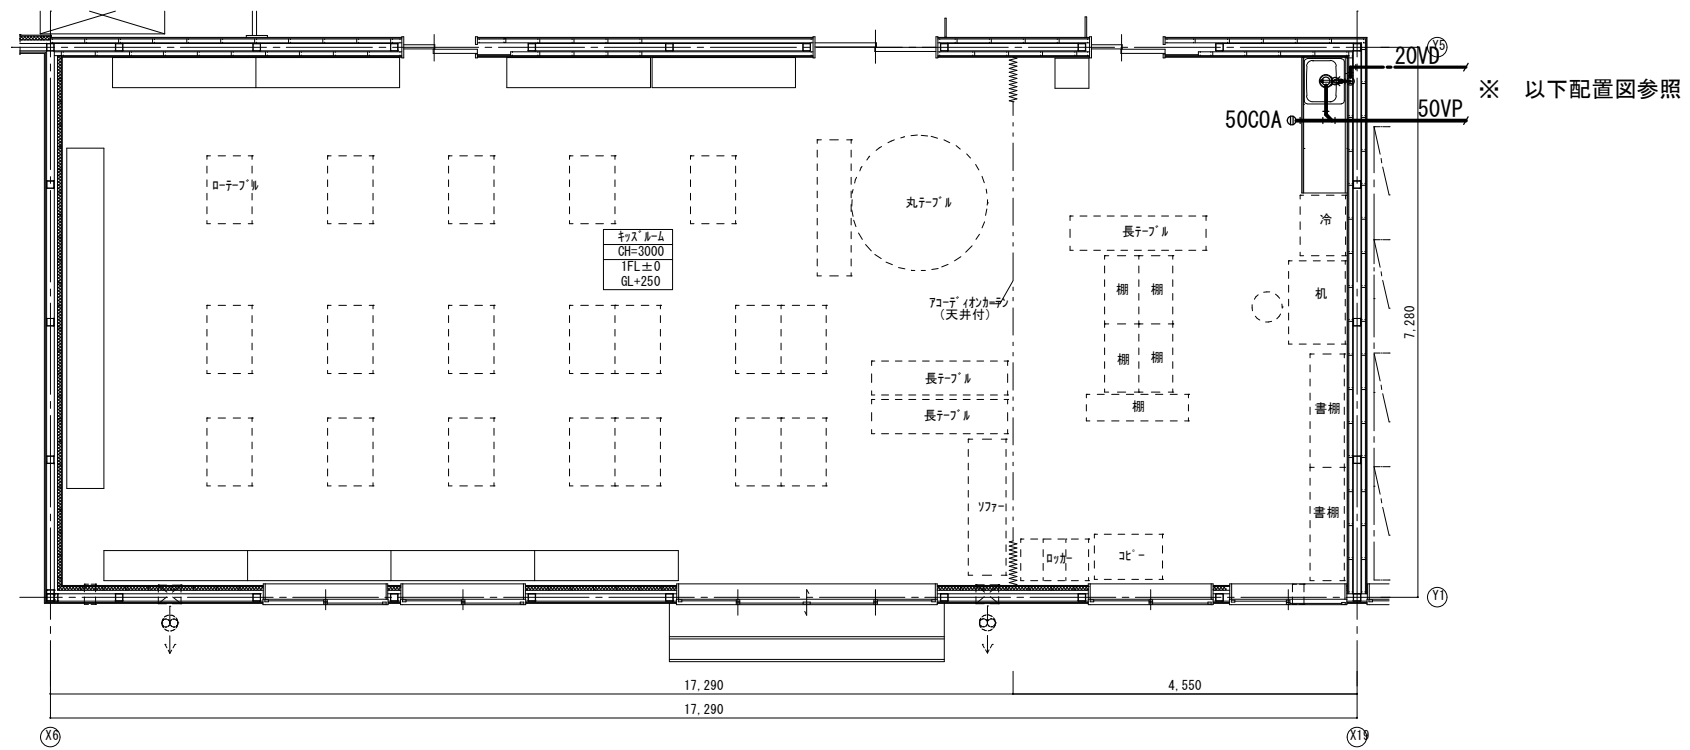 Y5
20VD
※ 以下配置図参照
50VP
50COA
ローテーブル
丸テーブル
冷
長テーブル
キッズルーム
CH=3000
1FL±0
GL+250
棚 棚
机
アコーディオンカーテン
(天井付)
7,280
棚 棚
長テーブル
棚
書棚
長テーブル
ソファー
書棚
ロッカー
コピー
Y1
17,290
4,550
17,290
X6
X19